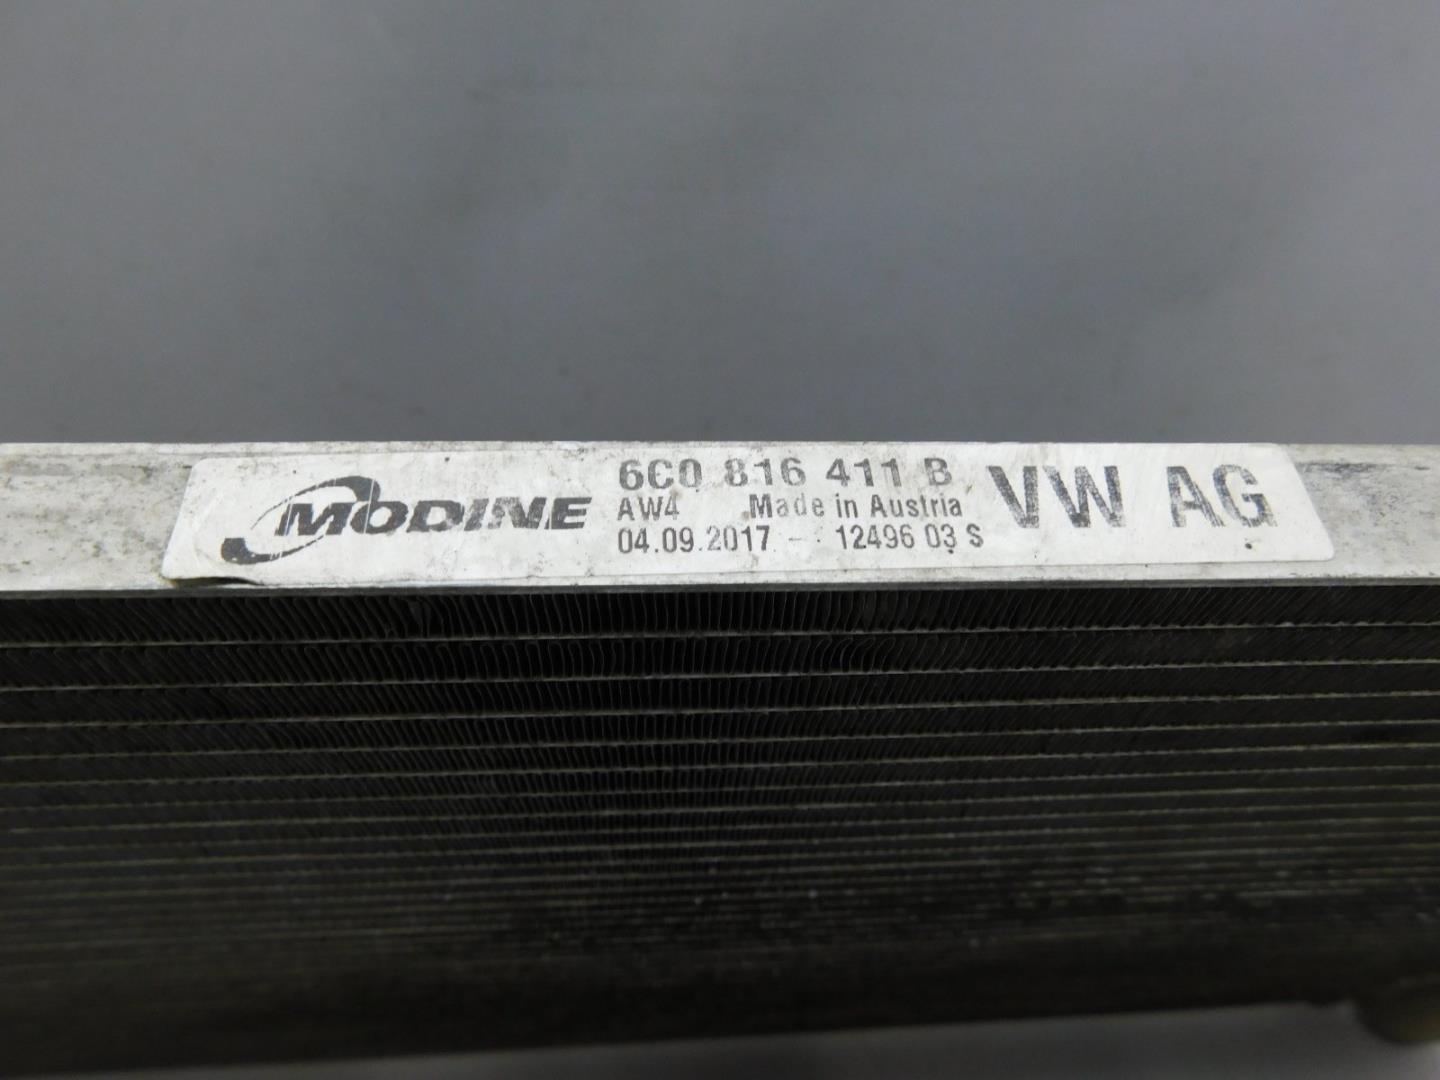 MODINE
6C0 816 411 B
AW4 Made in Austria
04.09.2017 - 12496 03 S
VW AG